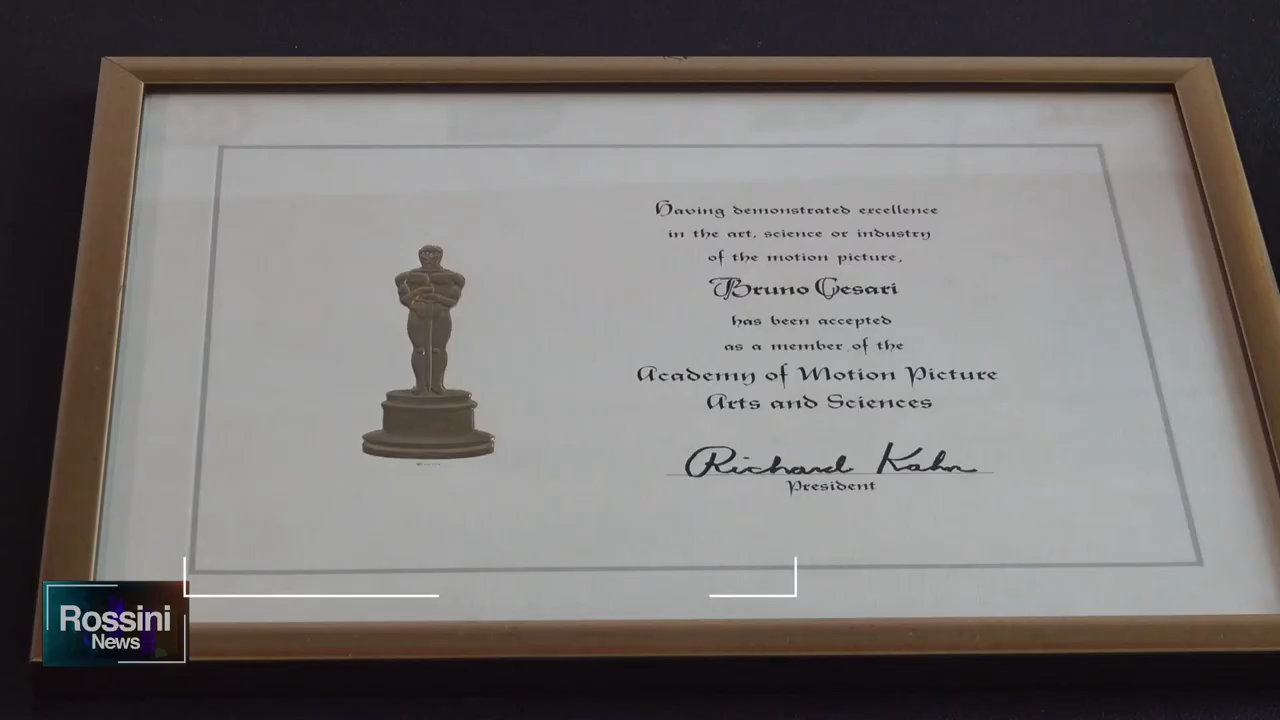 Having demonstrated excellence
in the art, science or industry
of the motion picture,
Bruno Cesari
has been accepted
as a member of the
Academy of Motion Picture
Arts and Sciences
Richard Kahn
President
Rossini
News